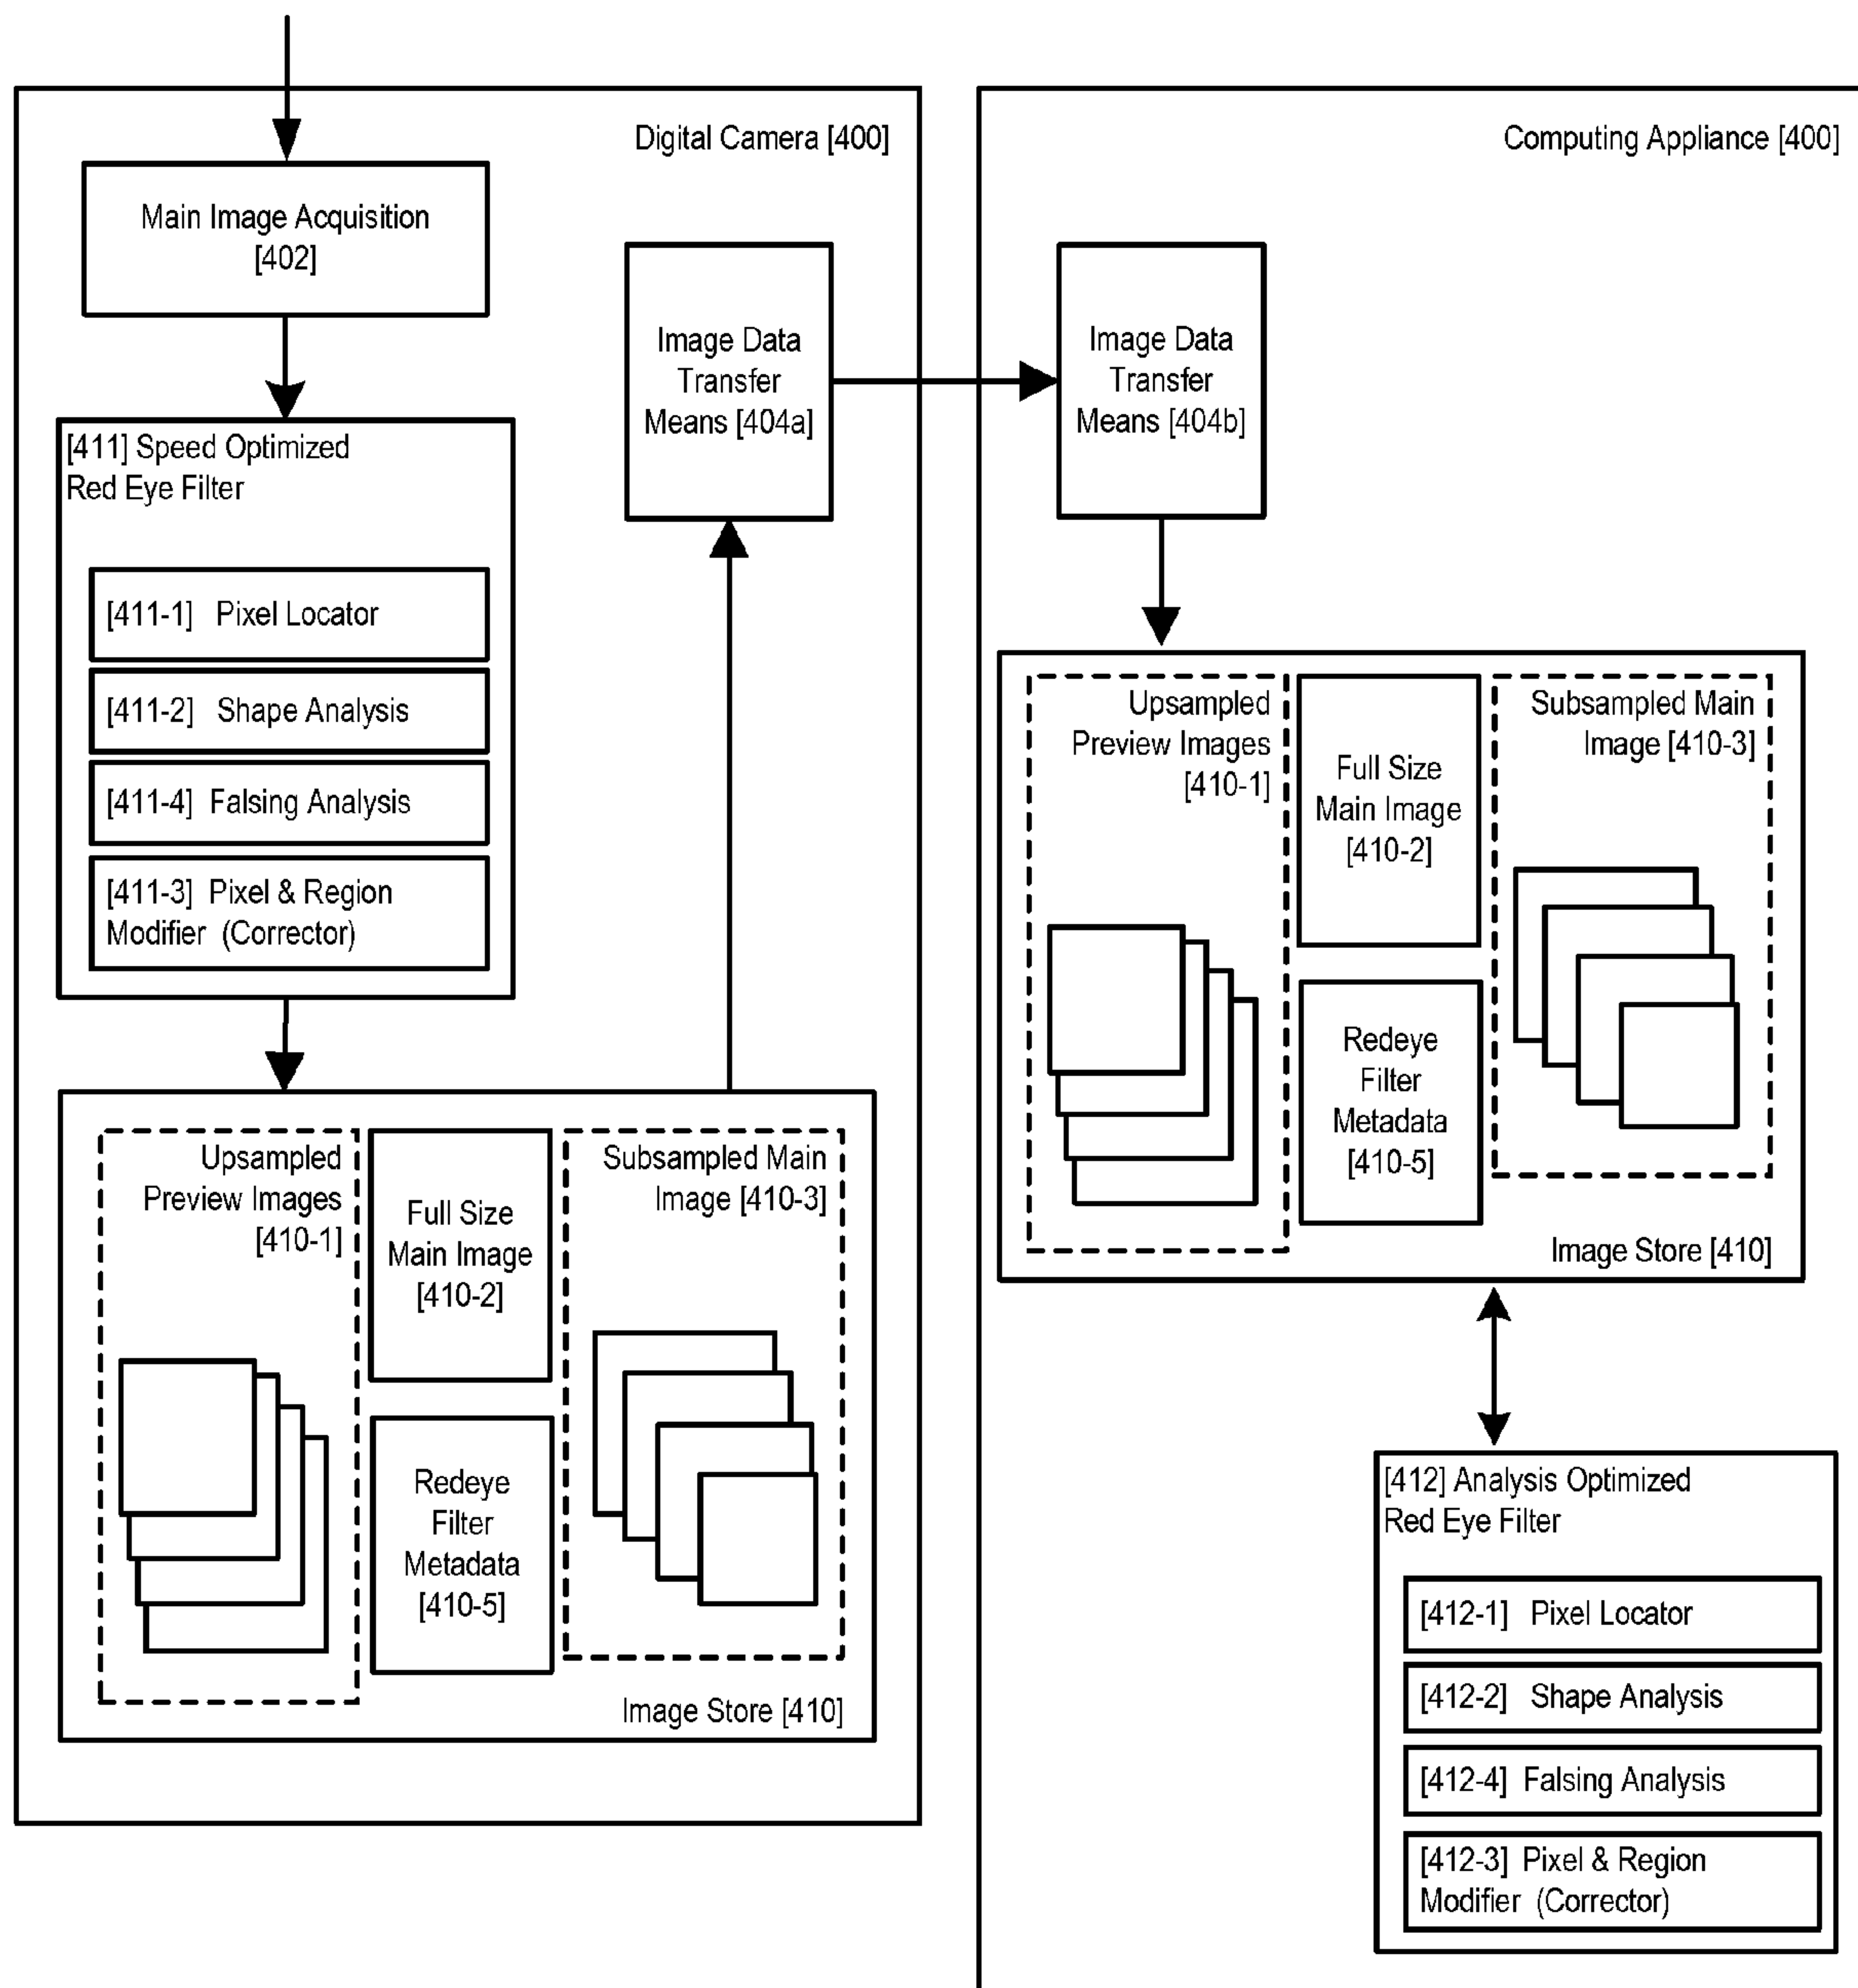 Digital Camera [400]
Main Image Acquisition
[402]
Image Data
Transfer
Means [404a]
[411] Speed Optimized
Red Eye Filter
[411-1] Pixel Locator
[411-2] Shape Analysis
[411-4] Falsing Analysis
[411-3] Pixel & Region
Modifier (Corrector)
Upsampled
Preview Images
[410-1]
Full Size
Main Image
[410-2]
Subsampled Main
Image [410-3]
Redeye
Filter
Metadata
[410-5]
Image Store [410]
Computing Appliance [400]
Image Data
Transfer
Means [404b]
Upsampled
Preview Images
[410-1]
Full Size
Main Image
[410-2]
Subsampled Main
Image [410-3]
Redeye
Filter
Metadata
[410-5]
Image Store [410]
[412] Analysis Optimized
Red Eye Filter
[412-1] Pixel Locator
[412-2] Shape Analysis
[412-4] Falsing Analysis
[412-3] Pixel & Region
Modifier (Corrector)